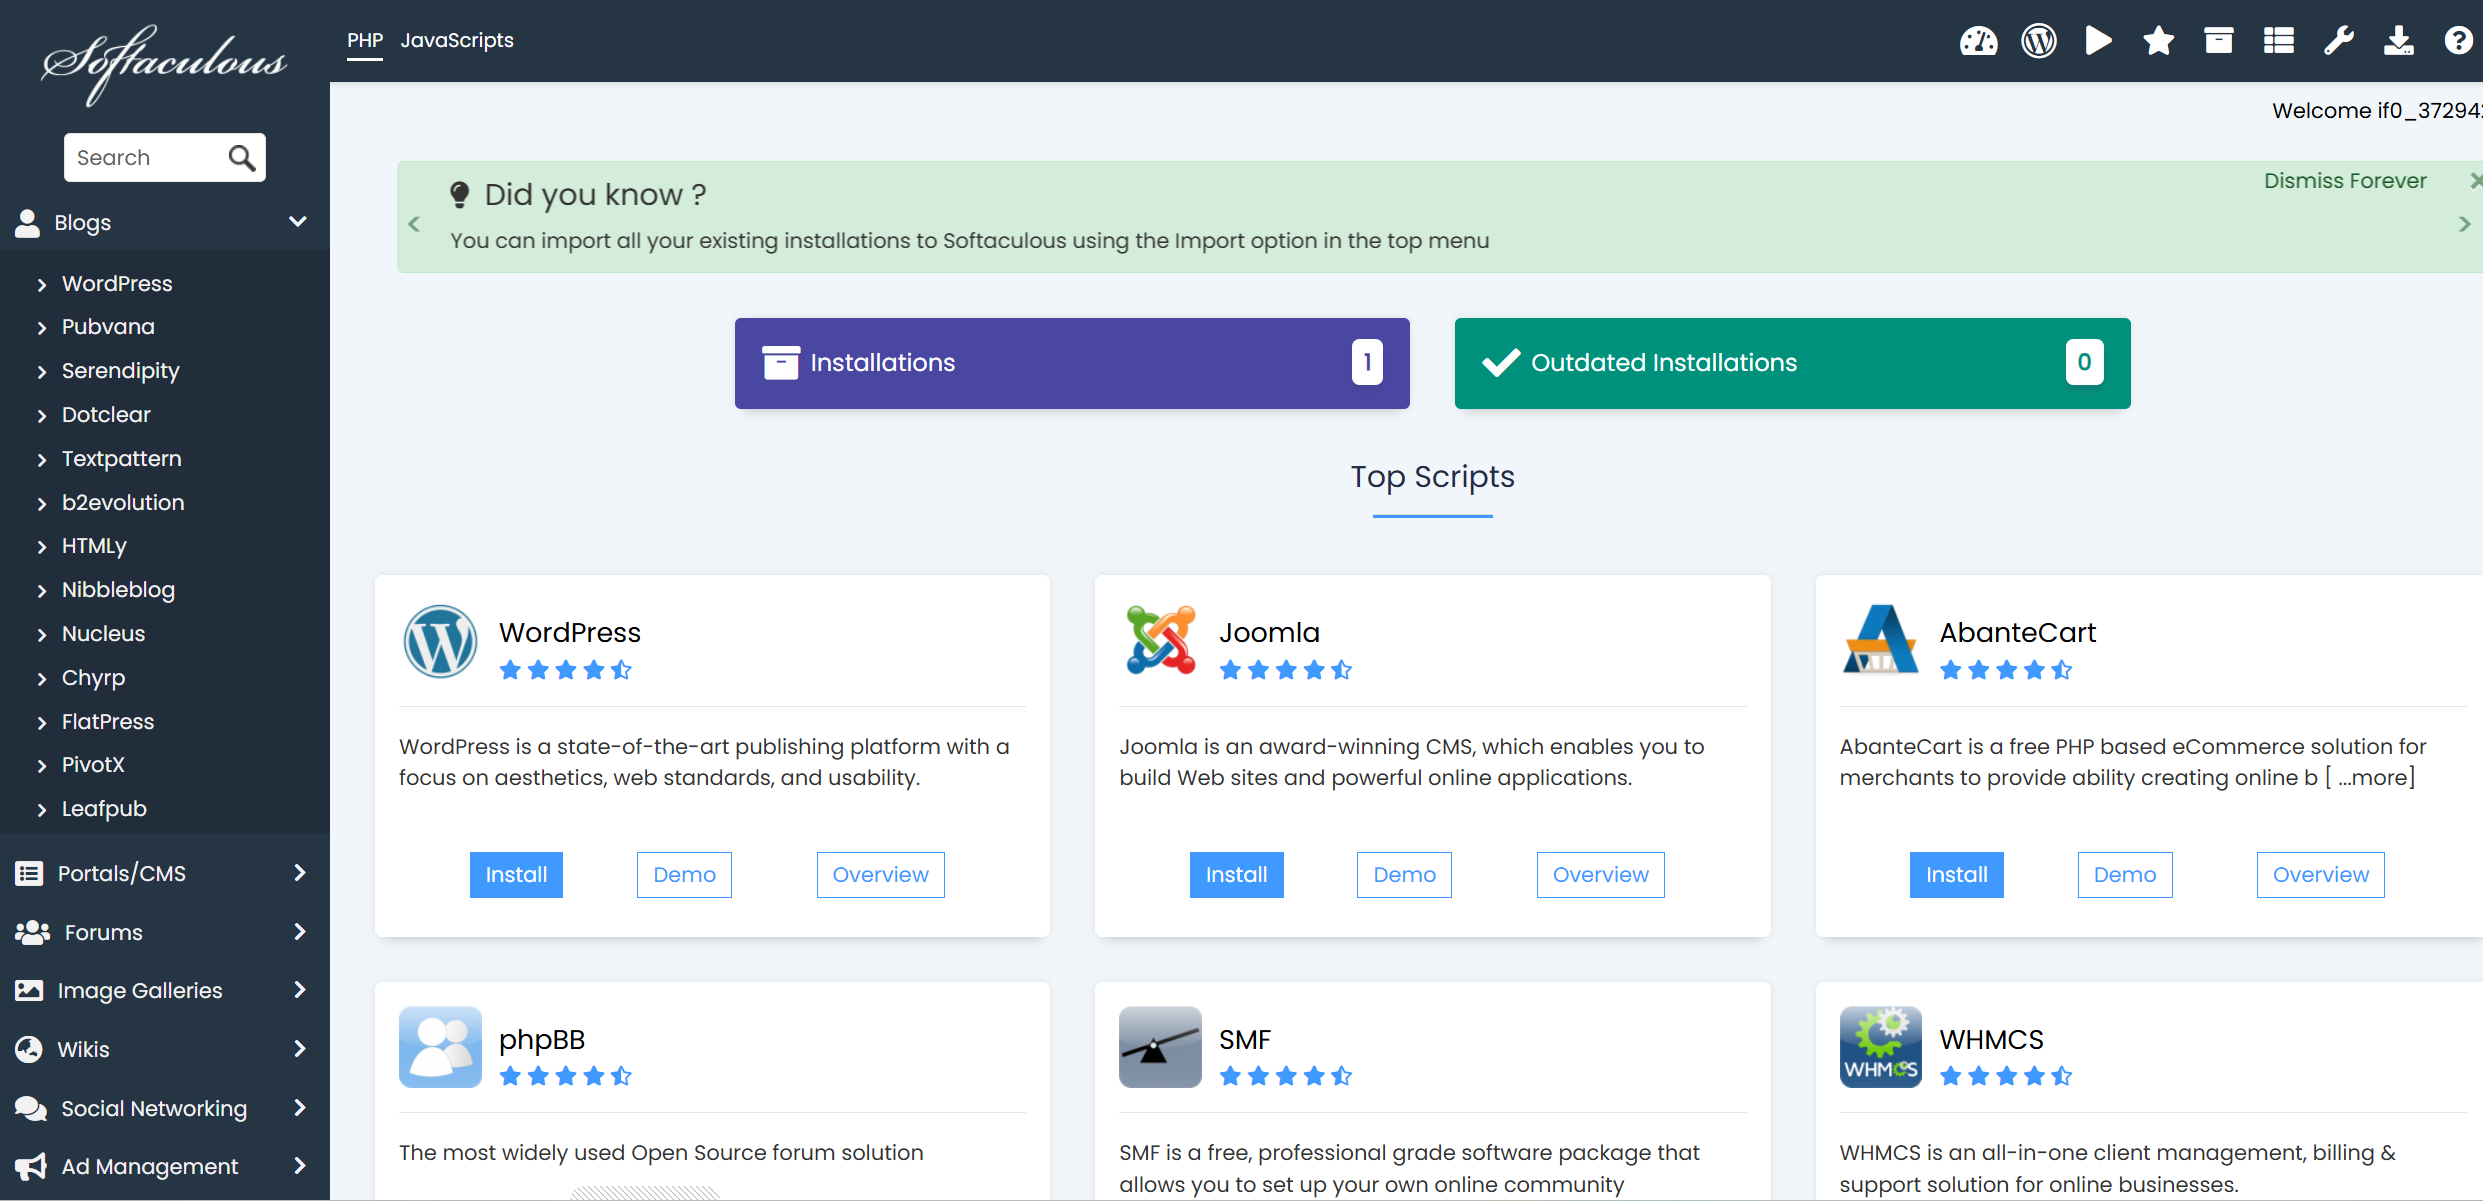 Softaculous
PHP JavaScripts
Search
Welcome if0_37294
Did you know ?
Dismiss Forever
You can import all your existing installations to Softaculous using the Import option in the top menu
Blogs
WordPress
Pubvana
Serendipity
Dotclear
Textpattern
b2evolution
HTMLy
Nibbleblog
Nucleus
Chyrp
FlatPress
PivotX
Leafpub
Portals/CMS
Forums
Image Galleries
Wikis
Social Networking
Ad Management
Installations 1
Outdated Installations 0
Top Scripts
WordPress
WordPress is a state-of-the-art publishing platform with a
focus on aesthetics, web standards, and usability.
Install Demo Overview
Joomla
Joomla is an award-winning CMS, which enables you to
build Web sites and powerful online applications.
Install Demo Overview
AbanteCart
AbanteCart is a free PHP based eCommerce solution for
merchants to provide ability creating online b [ ...more]
Install Demo Overview
phpBB
The most widely used Open Source forum solution
SMF
SMF is a free, professional grade software package that
allows you to set up your own online community
WHMCS
WHMCS
WHMCS is an all-in-one client management, billing &
support solution for online businesses.